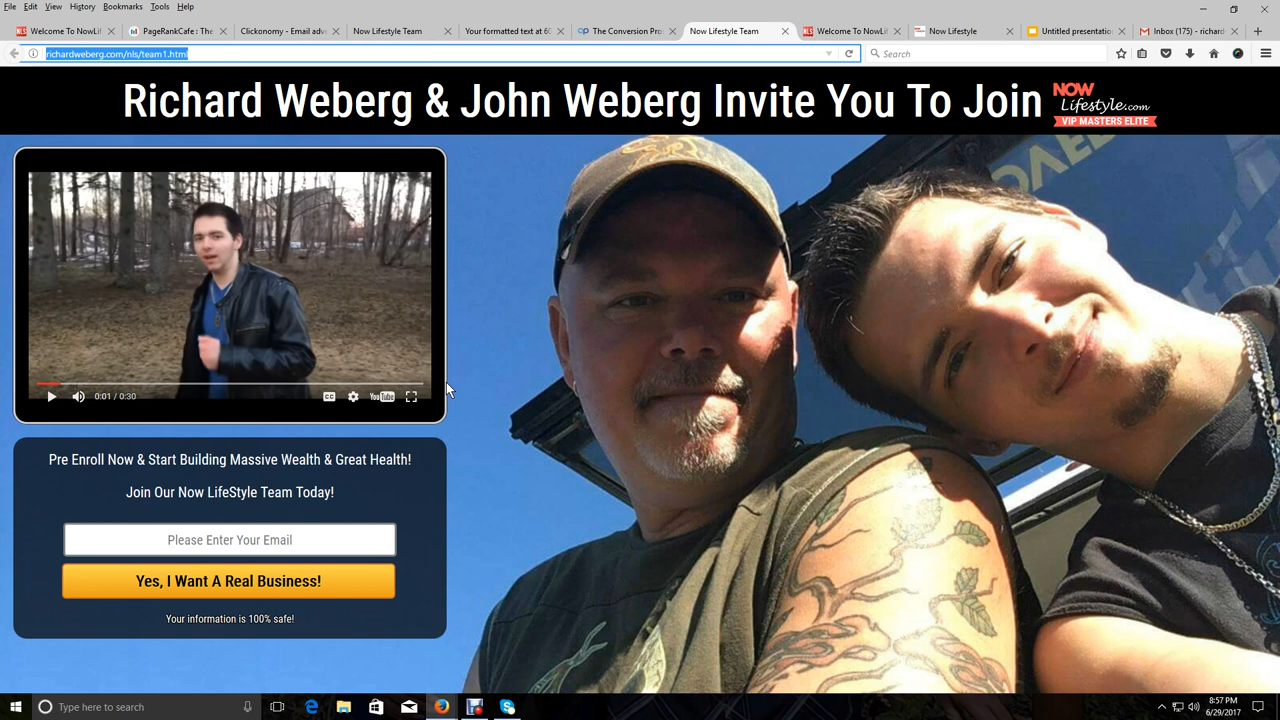 File Edit View History Bookmarks Tools Help
Welcome To NowLi
PageRankCafe : The
Clickonomy - Email adv
Now Lifestyle Team
Your formatted text at 6
The Conversion Pro
Now Lifestyle Team
Welcome To NowLi
Now Lifestyle
Untitled presentatio
Inbox (175) - richard
richardweberg.com/nls/team1.html
Search
Richard Weberg & John Weberg Invite You To Join
NOW
Lifestyle.com
VIP MASTERS ELITE
0:01 / 0:30
CC
YouTube
Pre Enroll Now & Start Building Massive Wealth & Great Health!
Join Our Now LifeStyle Team Today!
Please Enter Your Email
Yes, I Want A Real Business!
Your information is 100% safe!
Type here to search
8:57 PM
6/29/2017